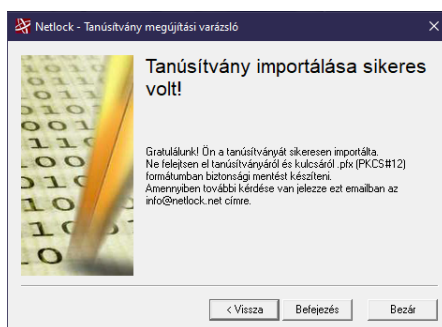 Netlock - Tanúsítvány megújítási varázsló
Tanúsítvány importálása sikeres
volt!
Gratulálunk! Ön a tanúsítványát sikeresen importálta.
Ne felejtsen el tanúsítványáról és kulcsáról .pfx (PKCS#12)
formátumban biztonsági mentést készíteni.
Amennyiben további kérdése van jelezze ezt emailban az
info@netlock.net címre.
< Vissza Befejezés Bezár